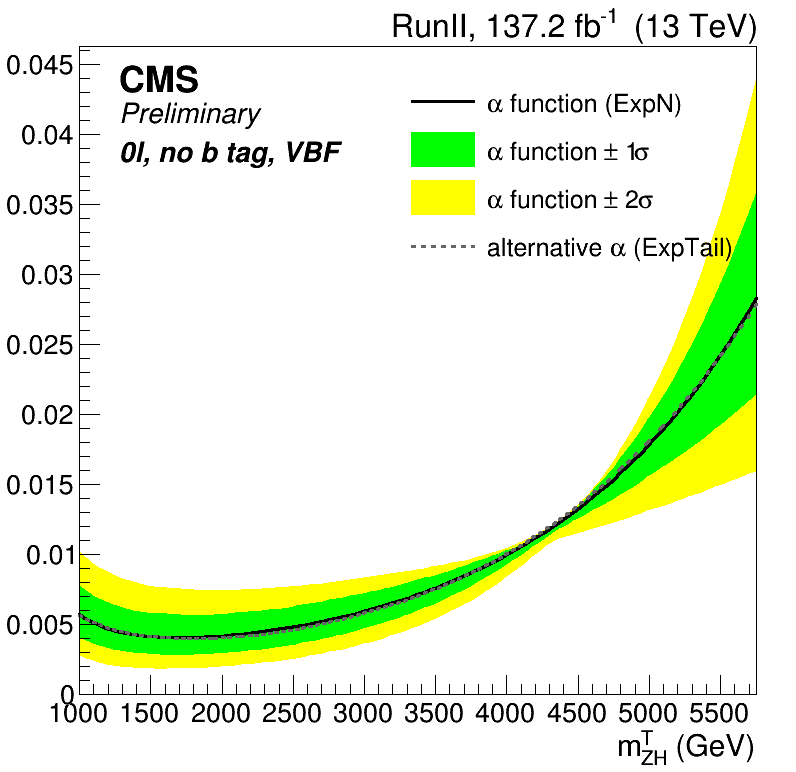 RunII, 137.2 fb⁻¹ (13 TeV)
CMS
Preliminary
0l, no b tag, VBF
α function (ExpN)
α function ± 1σ
α function ± 2σ
alternative α (ExpTail)
0.045
0.04
0.035
0.03
0.025
0.02
0.015
0.01
0.005
0
1000 1500 2000 2500 3000 3500 4000 4500 5000 5500
m^T_ZH (GeV)